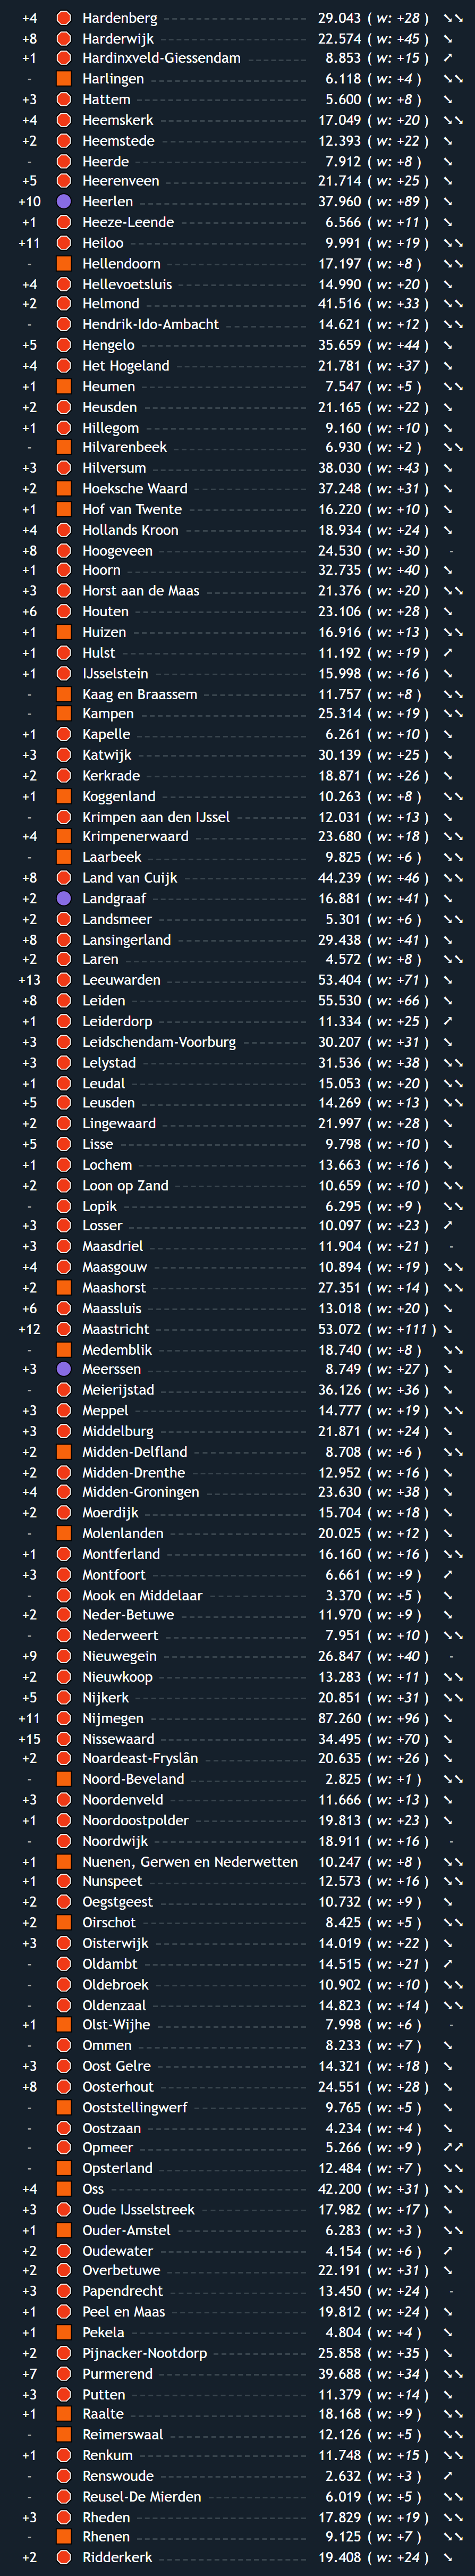 +4 Hardenberg 29.043 ( w: +28 ) ↘↘
+8 Harderwijk 22.574 ( w: +45 ) ↘
+1 Hardinxveld-Giessendam 8.853 ( w: +15 ) ↗
- Harlingen 6.118 ( w: +4 ) ↘↘
+3 Hattem 5.600 ( w: +8 ) ↘
+4 Heemskerk 17.049 ( w: +20 ) ↘↘
+2 Heemstede 12.393 ( w: +22 ) ↘
- Heerde 7.912 ( w: +8 ) ↘
+5 Heerenveen 21.714 ( w: +25 ) ↘
+10 Heerlen 37.960 ( w: +89 ) ↘
+1 Heeze-Leende 6.566 ( w: +11 ) ↘
+11 Heiloo 9.991 ( w: +19 ) ↘↘
- Hellendoorn 17.197 ( w: +8 ) ↘↘
+4 Hellevoetsluis 14.990 ( w: +20 ) ↘
+2 Helmond 41.516 ( w: +33 ) ↘↘
- Hendrik-Ido-Ambacht 14.621 ( w: +12 ) ↘↘
+5 Hengelo 35.659 ( w: +44 ) ↘
+4 Het Hogeland 21.781 ( w: +37 ) ↘
+1 Heumen 7.547 ( w: +5 ) ↘↘
+2 Heusden 21.165 ( w: +22 ) ↘
+1 Hillegom 9.160 ( w: +10 ) ↘
- Hilvarenbeek 6.930 ( w: +2 ) ↘↘
+3 Hilversum 38.030 ( w: +43 ) ↘
+2 Hoeksche Waard 37.248 ( w: +31 ) ↘
+1 Hof van Twente 16.220 ( w: +10 ) ↘
+4 Hollands Kroon 18.934 ( w: +24 ) ↘
+8 Hoogeveen 24.530 ( w: +30 ) -
+1 Hoorn 32.735 ( w: +40 ) ↘
+3 Horst aan de Maas 21.376 ( w: +20 ) ↘↘
+6 Houten 23.106 ( w: +28 ) ↘
+1 Huizen 16.916 ( w: +13 ) ↘↘
+1 Hulst 11.192 ( w: +19 ) ↗
+1 IJsselstein 15.998 ( w: +16 ) ↘
- Kaag en Braassem 11.757 ( w: +8 ) ↘↘
- Kampen 25.314 ( w: +19 ) ↘↘
+1 Kapelle 6.261 ( w: +10 ) ↘
+3 Katwijk 30.139 ( w: +25 ) ↘
+2 Kerkrade 18.871 ( w: +26 ) ↘
+1 Koggenland 10.263 ( w: +8 ) ↘↘
- Krimpen aan den IJssel 12.031 ( w: +13 ) ↘
+4 Krimpenerwaard 23.680 ( w: +18 ) ↘↘
- Laarbeek 9.825 ( w: +6 ) ↘↘
+8 Land van Cuijk 44.239 ( w: +46 ) ↘↘
+2 Landgraaf 16.881 ( w: +41 ) ↘
+2 Landsmeer 5.301 ( w: +6 ) ↘↘
+8 Lansingerland 29.438 ( w: +41 ) ↘
+2 Laren 4.572 ( w: +8 ) ↘↘
+13 Leeuwarden 53.404 ( w: +71 ) ↘
+8 Leiden 55.530 ( w: +66 ) ↘
+1 Leiderdorp 11.334 ( w: +25 ) ↗
+3 Leidschendam-Voorburg 30.207 ( w: +31 ) ↘
+3 Lelystad 31.536 ( w: +38 ) ↘↘
+1 Leudal 15.053 ( w: +20 ) ↘↘
+5 Leusden 14.269 ( w: +13 ) ↘↘
+2 Lingewaard 21.997 ( w: +28 ) ↘
+5 Lisse 9.798 ( w: +10 ) ↘
+1 Lochem 13.663 ( w: +16 ) ↘
+2 Loon op Zand 10.659 ( w: +10 ) ↘↘
- Lopik 6.295 ( w: +9 ) ↘↘
+3 Losser 10.097 ( w: +23 ) ↗
+3 Maasdriel 11.904 ( w: +21 ) -
+4 Maasgouw 10.894 ( w: +19 ) ↘↘
+2 Maashorst 27.351 ( w: +14 ) ↘↘
+6 Maassluis 13.018 ( w: +20 ) ↘
+12 Maastricht 53.072 ( w: +111 ) ↘
- Medemblik 18.740 ( w: +8 ) ↘↘
+3 Meerssen 8.749 ( w: +27 ) ↘
- Meierijstad 36.126 ( w: +36 ) ↘
+3 Meppel 14.777 ( w: +19 ) ↘↘
+3 Middelburg 21.871 ( w: +24 ) ↘
+2 Midden-Delfland 8.708 ( w: +6 ) ↘↘
+2 Midden-Drenthe 12.952 ( w: +16 ) ↘
+4 Midden-Groningen 23.630 ( w: +38 ) ↘
+2 Moerdijk 15.704 ( w: +18 ) ↘
- Molenlanden 20.025 ( w: +12 ) ↘
+1 Montferland 16.160 ( w: +16 ) ↘↘
+3 Montfoort 6.661 ( w: +9 ) ↗
- Mook en Middelaar 3.370 ( w: +5 ) ↘
+2 Neder-Betuwe 11.970 ( w: +9 ) ↘
- Nederweert 7.951 ( w: +10 ) ↘↘
+9 Nieuwegein 26.847 ( w: +40 ) -
+2 Nieuwkoop 13.283 ( w: +11 ) ↘↘
+5 Nijkerk 20.851 ( w: +31 ) ↘↘
+11 Nijmegen 87.260 ( w: +96 ) ↘
+15 Nissewaard 34.495 ( w: +70 ) ↘
+2 Noardeast-Fryslân 20.635 ( w: +26 ) ↘
- Noord-Beveland 2.825 ( w: +1 ) ↘↘
+3 Noordenveld 11.666 ( w: +13 ) ↘
+1 Noordoostpolder 19.813 ( w: +23 ) ↘
- Noordwijk 18.911 ( w: +16 ) -
+1 Nuenen, Gerwen en Nederwetten 10.247 ( w: +8 ) ↘↘
+1 Nunspeet 12.573 ( w: +16 ) ↘↘
+2 Oegstgeest 10.732 ( w: +9 ) ↘
+2 Oirschot 8.425 ( w: +5 ) ↘↘
+3 Oisterwijk 14.019 ( w: +22 ) ↘
- Oldambt 14.515 ( w: +21 ) ↗
- Oldebroek 10.902 ( w: +10 ) ↘↘
- Oldenzaal 14.823 ( w: +14 ) ↘↘
+1 Olst-Wijhe 7.998 ( w: +6 ) -
- Ommen 8.233 ( w: +7 ) ↘
+3 Oost Gelre 14.321 ( w: +18 ) ↘
+8 Oosterhout 24.551 ( w: +28 ) ↘
- Ooststellingwerf 9.765 ( w: +5 ) ↘
- Oostzaan 4.234 ( w: +4 ) ↘
- Opmeer 5.266 ( w: +9 ) ↗↗
- Opsterland 12.484 ( w: +7 ) ↘↘
+4 Oss 42.200 ( w: +31 ) ↘↘
+3 Oude IJsselstreek 17.982 ( w: +17 ) ↘
+1 Ouder-Amstel 6.283 ( w: +3 ) ↘↘
+2 Oudewater 4.154 ( w: +6 ) ↗
+2 Overbetuwe 22.191 ( w: +31 ) ↘
+3 Papendrecht 13.450 ( w: +24 ) -
+1 Peel en Maas 19.812 ( w: +24 ) ↘
+1 Pekela 4.804 ( w: +4 ) ↘
+2 Pijnacker-Nootdorp 25.858 ( w: +35 ) ↘
+7 Purmerend 39.688 ( w: +34 ) ↘↘
+3 Putten 11.379 ( w: +14 ) ↘
+1 Raalte 18.168 ( w: +9 ) ↘↘
- Reimerswaal 12.126 ( w: +5 ) ↘↘
+1 Renkum 11.748 ( w: +15 ) ↘↘
- Renswoude 2.632 ( w: +3 ) ↗
- Reusel-De Mierden 6.019 ( w: +5 ) ↘↘
+3 Rheden 17.829 ( w: +19 ) ↘↘
- Rhenen 9.125 ( w: +7 ) ↘↘
+2 Ridderkerk 19.408 ( w: +24 ) ↘